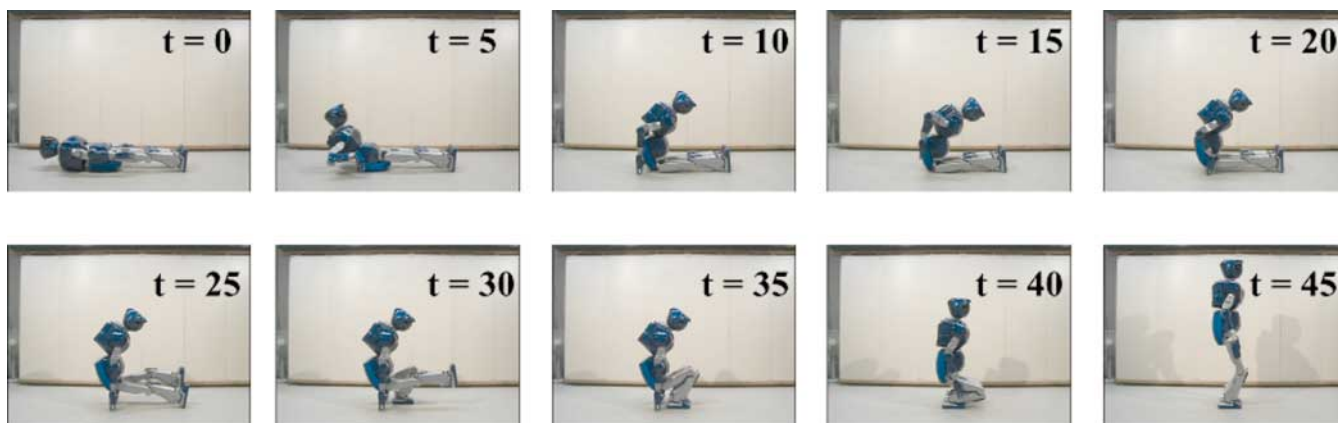 t = 0
t = 5
t = 10
t = 15
t = 20
t = 25
t = 30
t = 35
t = 40
t = 45